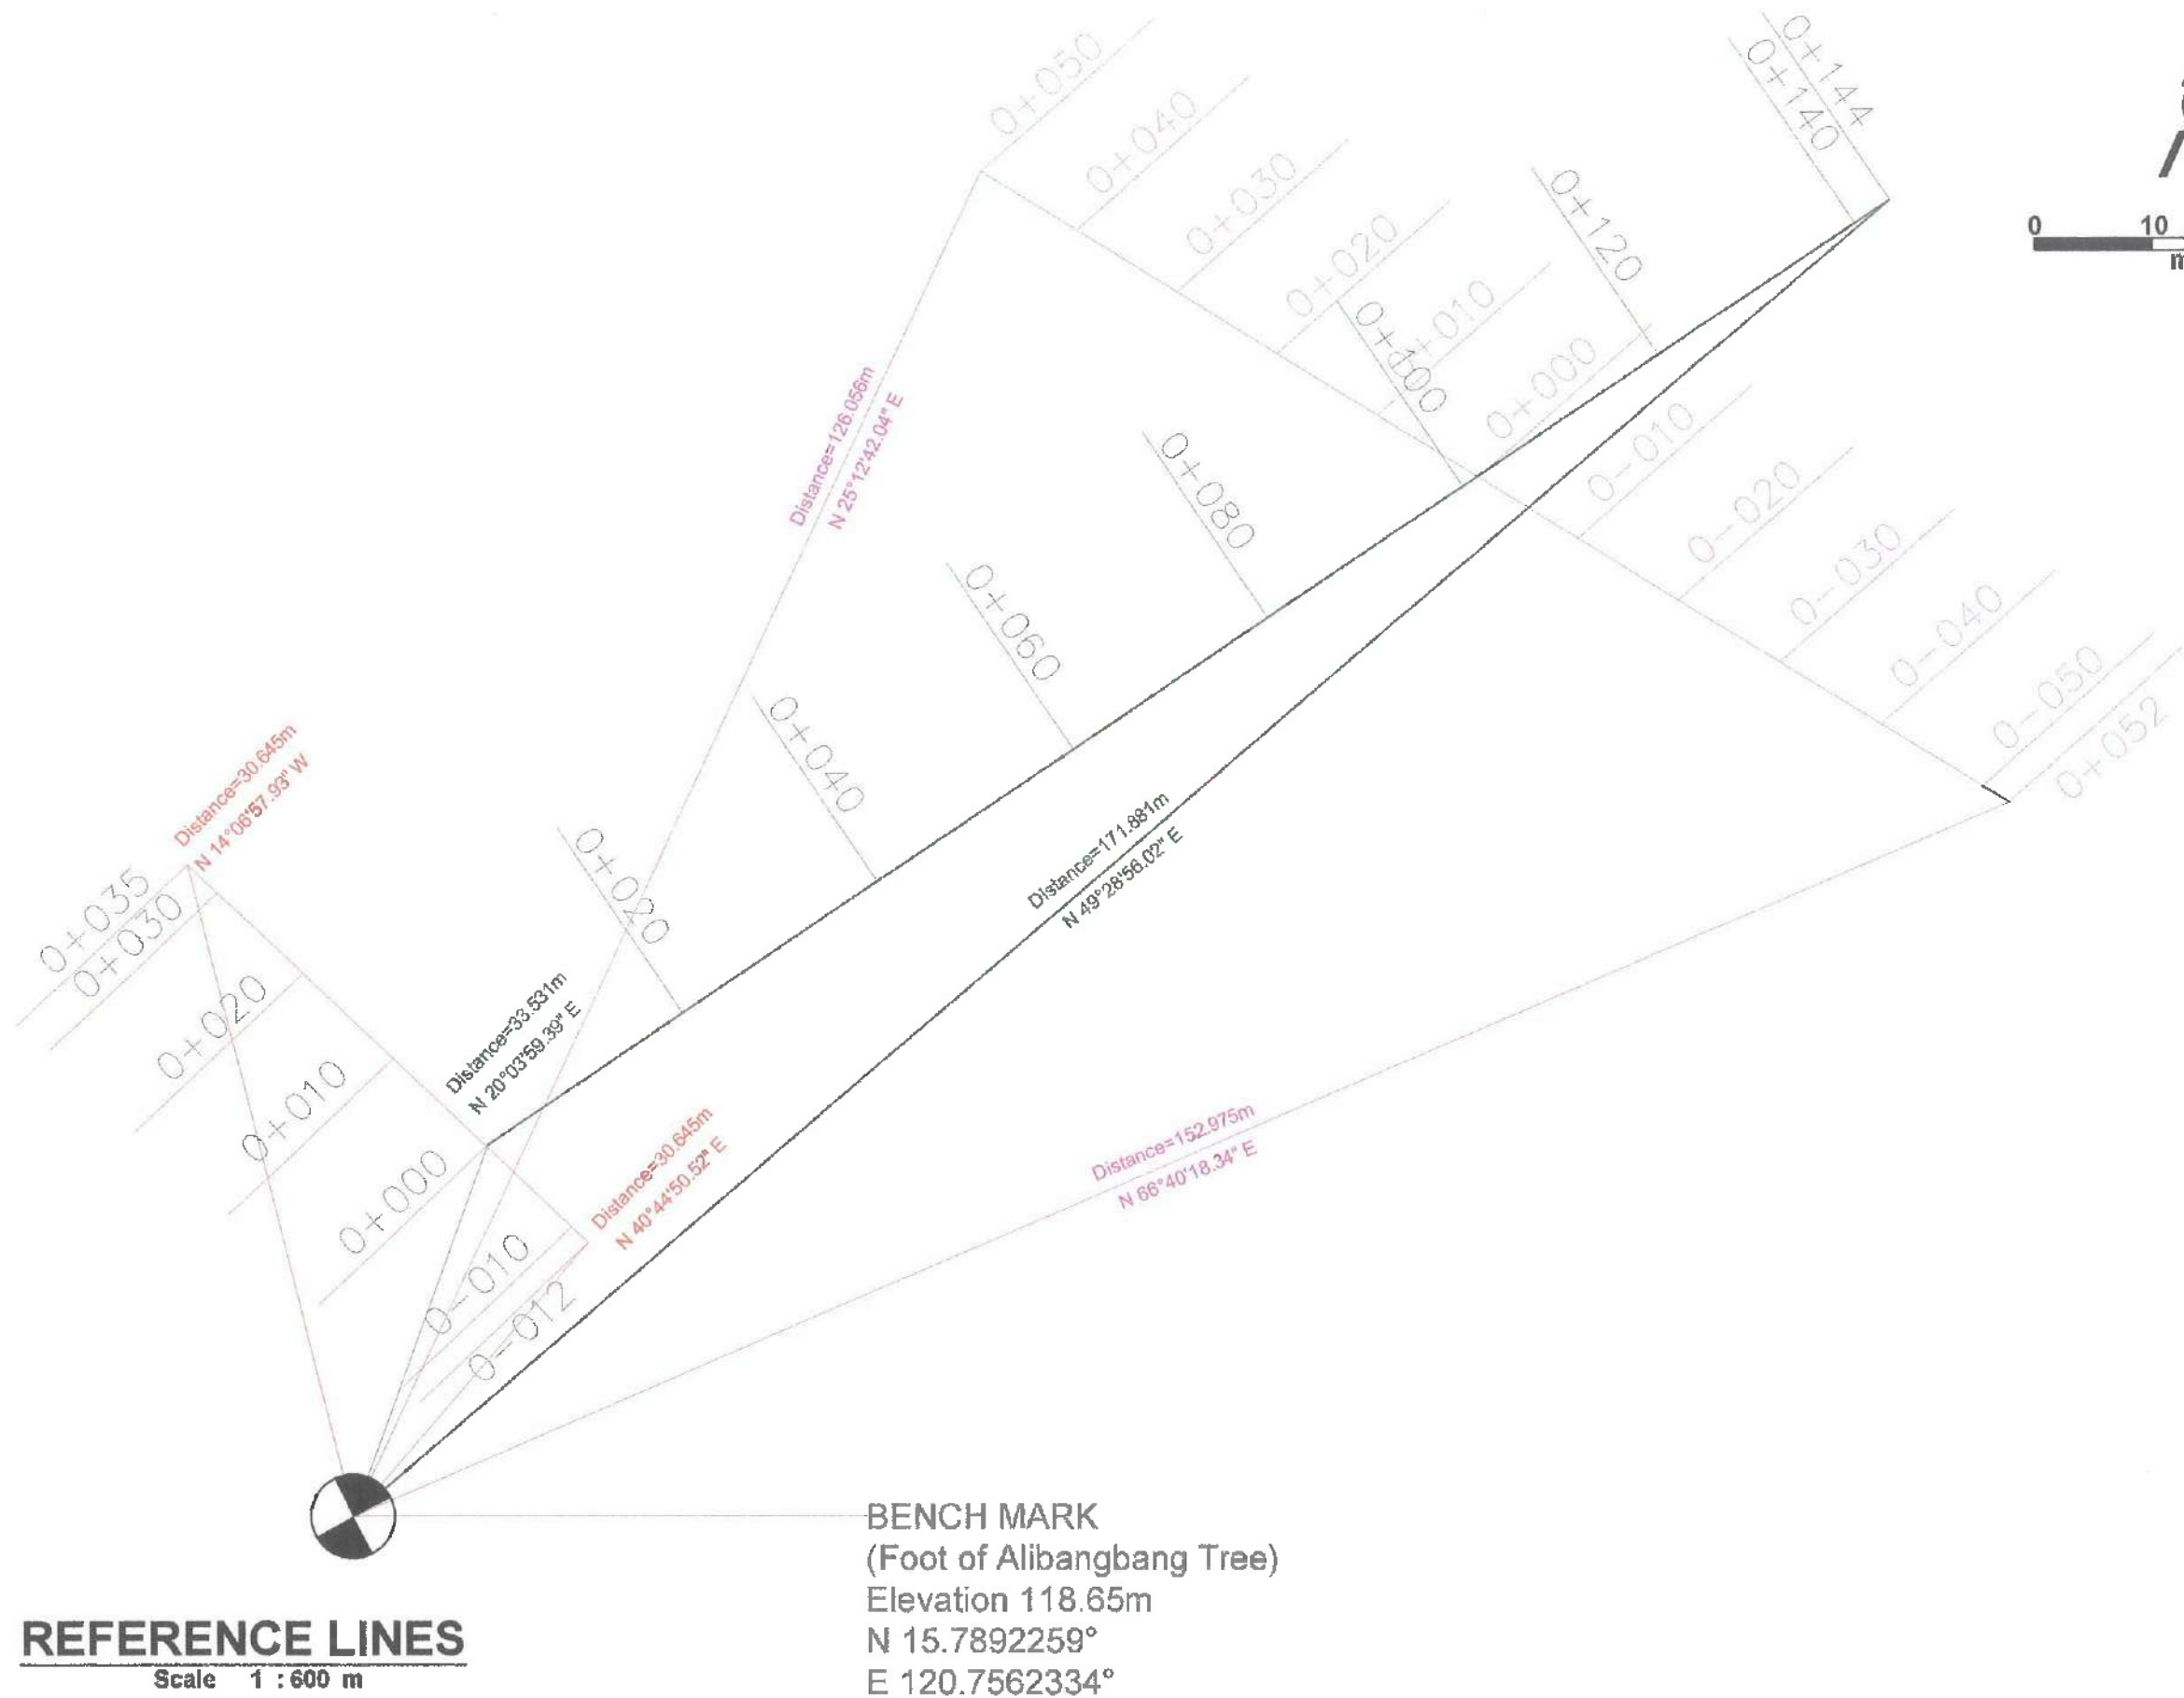 0+050
0+040
0+030
0+020
0+010
0+000
0-010
0-020
0-030
0-040
0-050
0+052
0+144
0+140
0+120
0+100
0+080
0+060
0+040
0+020
0 10
Distance=126.056m
N 25°12'42.04" E
Distance=30.645m
N 14°06'57.93" W
0+035
0+030
0+020
0+010
0+000
0-010
0-012
Distance=33.531m
N 20°03'59.39" E
Distance=30.645m
N 40°44'50.52" E
Distance=171.881m
N 49°28'56.02" E
Distance=152.975m
N 66°40'18.34" E
BENCH MARK
(Foot of Alibangbang Tree)
Elevation 118.65m
N 15.7892259°
E 120.7562334°
REFERENCE LINES
Scale 1 : 600 m